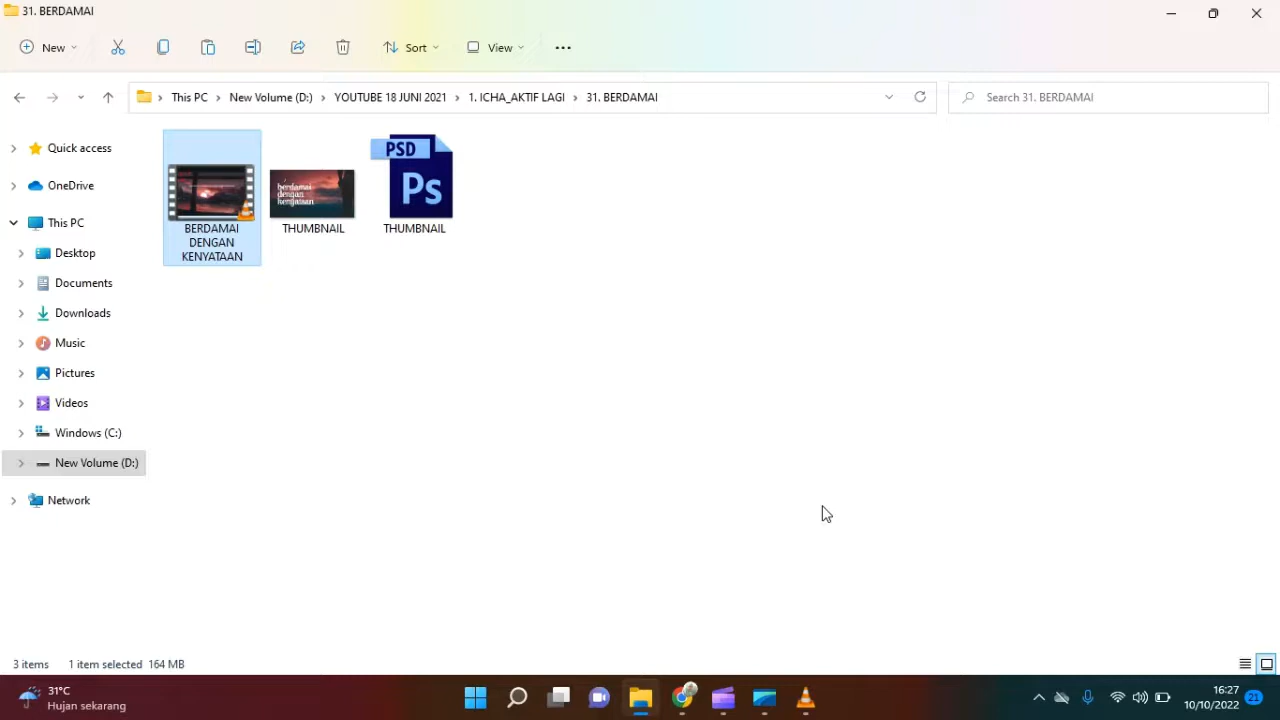 31. BERDAMAI
New Sort View
This PC New Volume (D:) YOUTUBE 18 JUNI 2021 1. ICHA_AKTIF LAGI 31. BERDAMAI Search 31. BERDAMAI
Quick access
OneDrive
This PC
Desktop
Documents
Downloads
Music
Pictures
Videos
Windows (C:)
New Volume (D:)
Network
BERDAMAI
DENGAN
KENYATAAN
berdamai
dengan
kenyataan
THUMBNAIL
PSD
Ps
THUMBNAIL
3 items 1 item selected 164 MB
31°C
Hujan sekarang
16:27
10/10/2022
21